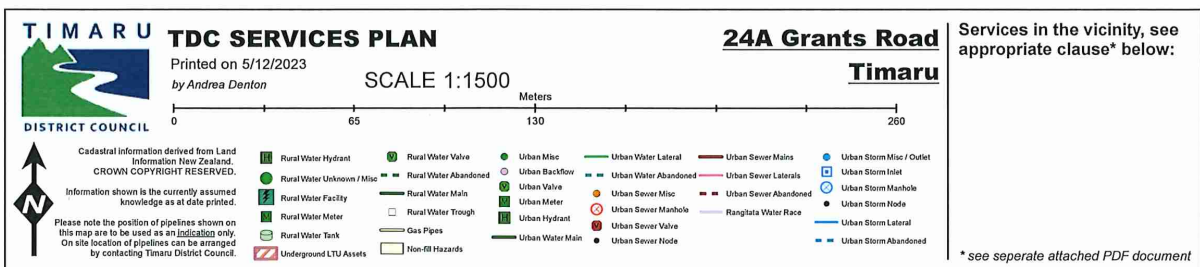 TIMARU
DISTRICT COUNCIL
TDC SERVICES PLAN
Printed on 5/12/2023
by Andrea Denton
SCALE 1:1500
24A Grants Road
Timaru
Meters
0 65 130 260
Services in the vicinity, see
appropriate clause* below:
* see seperate attached PDF document
Cadastral information derived from Land
Information New Zealand.
CROWN COPYRIGHT RESERVED.
Information shown is the currently assumed
knowledge as at date printed.
Please note the position of pipelines shown on
this map are to be used as an indication only.
On site location of pipelines can be arranged
by contacting Timaru District Council.
N
H Rural Water Hydrant
Rural Water Unknown / Misc
Rural Water Facility
M Rural Water Meter
Rural Water Tank
Underground LTU Assets
V Rural Water Valve
Rural Water Abandoned
Rural Water Main
Rural Water Trough
Gas Pipes
Non-fill Hazards
Urban Misc
Urban Backflow
V Urban Valve
M Urban Meter
H Urban Hydrant
Urban Water Main
Urban Water Lateral
Urban Water Abandoned
Urban Sewer Misc
Urban Sewer Manhole
V Urban Sewer Valve
Urban Sewer Node
Urban Sewer Mains
Urban Sewer Laterals
Urban Sewer Abandoned
Rangitata Water Race
Urban Storm Misc / Outlet
Urban Storm Inlet
Urban Storm Manhole
Urban Storm Node
Urban Storm Lateral
Urban Storm Abandoned